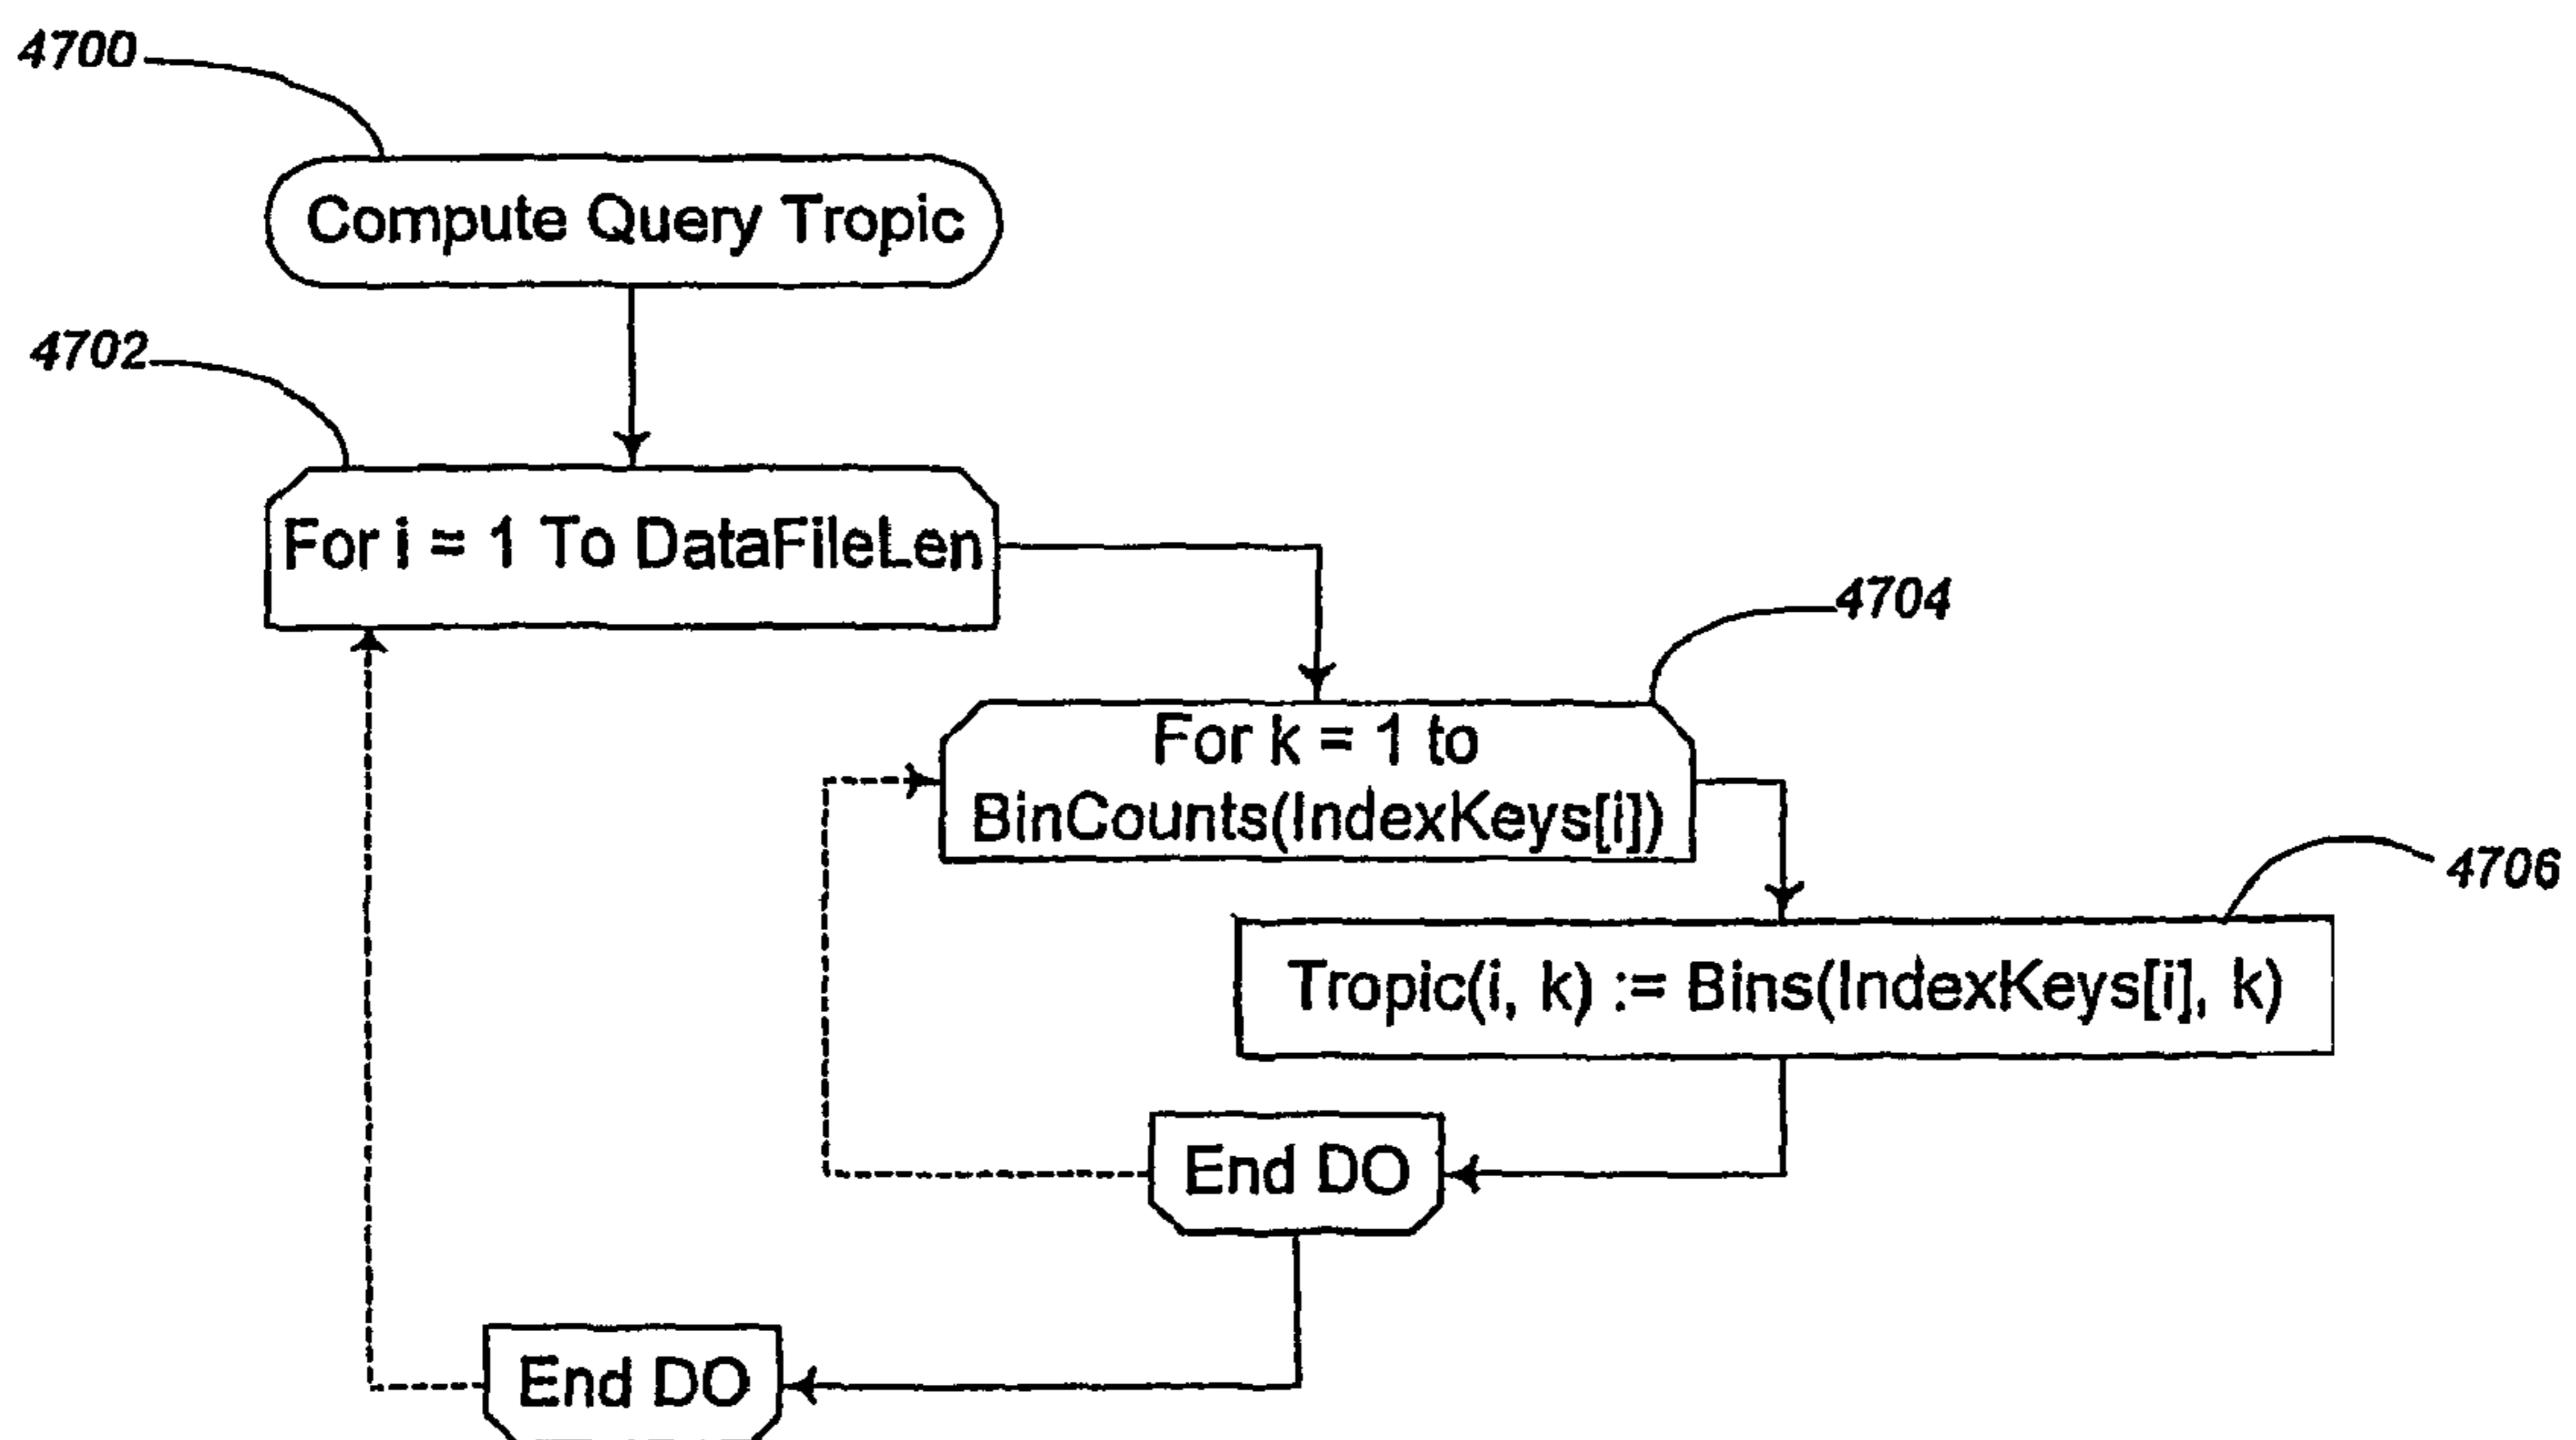 4700
Compute Query Tropic
4702
For i = 1 To DataFileLen
4704
For k = 1 to
BinCounts(IndexKeys[i])
4706
Tropic(i, k) := Bins(IndexKeys[i], k)
End DO
End DO